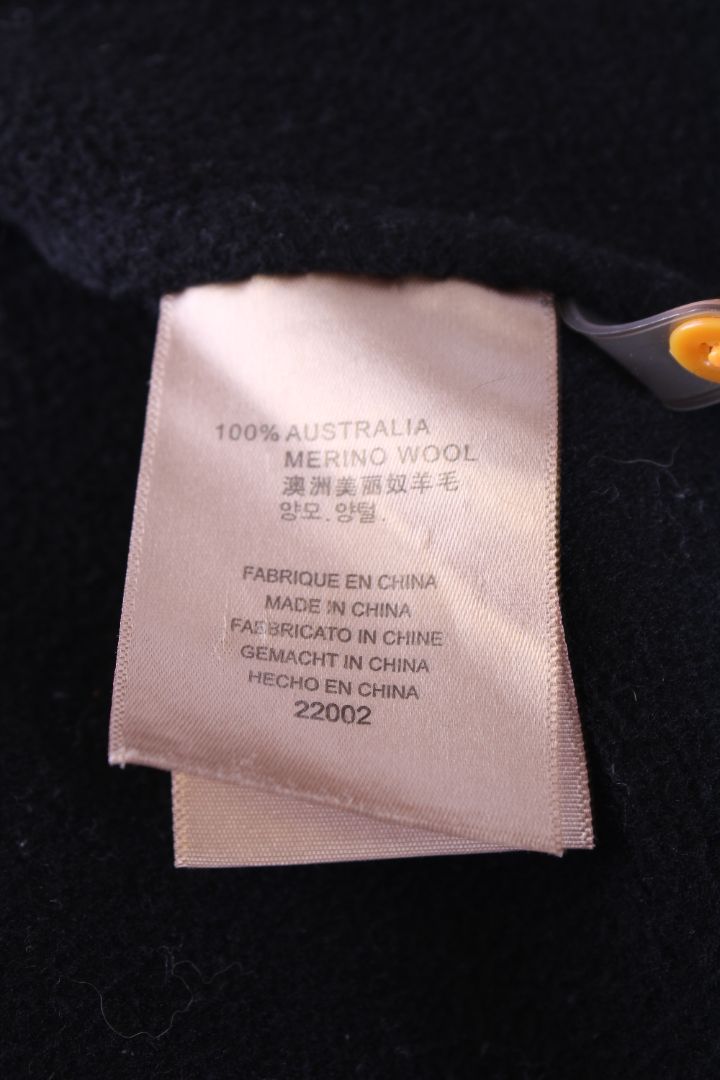 100% AUSTRALIA
MERINO WOOL
澳洲美丽奴羊毛
양모.양털.
FABRIQUE EN CHINA
MADE IN CHINA
FABBRICATO IN CHINE
GEMACHT IN CHINA
HECHO EN CHINA
22002